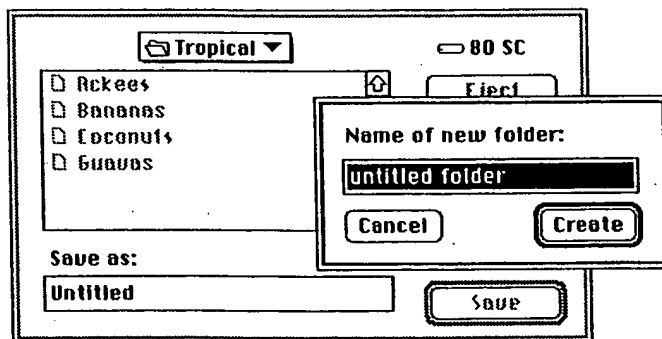 Tropical
80 SC
Ackees
Bananas
Coconuts
Guavas
Eject
Name of new folder:
untitled folder
Cancel
Create
Save as:
Untitled
Save